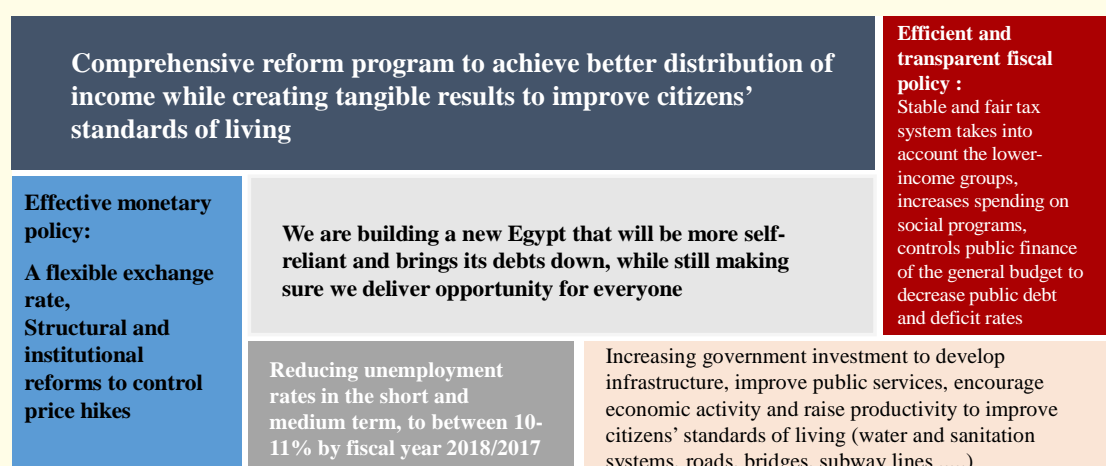 Comprehensive reform program to achieve better distribution of
income while creating tangible results to improve citizens’
standards of living
Efficient and
transparent fiscal
policy :
Stable and fair tax
system takes into
account the lower-
income groups,
increases spending on
social programs,
controls public finance
of the general budget to
decrease public debt
and deficit rates
Effective monetary
policy:
A flexible exchange
rate,
Structural and
institutional
reforms to control
price hikes
We are building a new Egypt that will be more self-
reliant and brings its debts down, while still making
sure we deliver opportunity for everyone
Reducing unemployment
rates in the short and
medium term, to between 10-
11% by fiscal year 2018/2017
Increasing government investment to develop
infrastructure, improve public services, encourage
economic activity and raise productivity to improve
citizens’ standards of living (water and sanitation
systems, roads, bridges, subway lines .... )